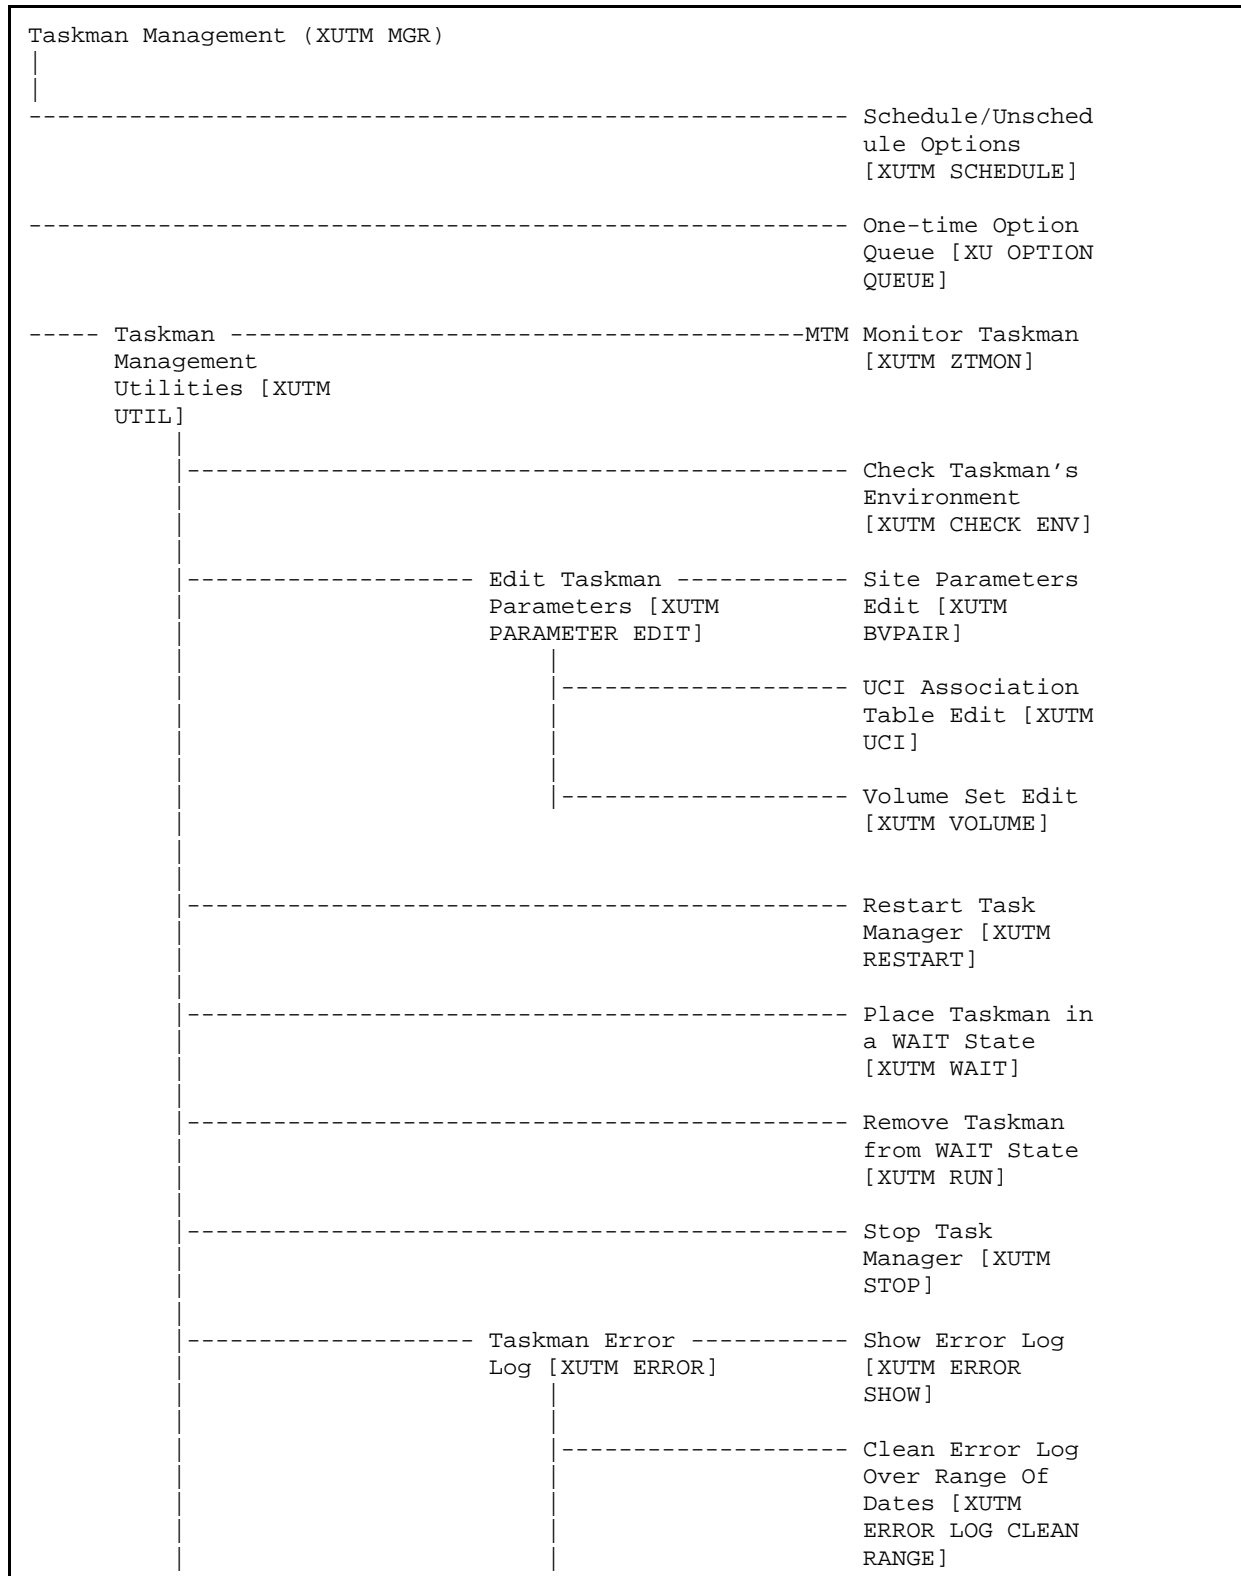 Taskman Management (XUTM MGR)
|
|
--------------------------------------------------------- Schedule/Unsched
ule Options
[XUTM SCHEDULE]
--------------------------------------------------------- One-time Option
Queue [XU OPTION
QUEUE]
----- Taskman ----------------------------------------MTM Monitor Taskman
Management [XUTM ZTMON]
Utilities [XUTM
UTIL]
|---------------------------------------------- Check Taskman's
Environment
[XUTM CHECK ENV]
|-------------------- Edit Taskman ------------ Site Parameters
Parameters [XUTM Edit [XUTM
PARAMETER EDIT] BVPAIR]
|-------------------- UCI Association
Table Edit [XUTM
UCI]
|-------------------- Volume Set Edit
[XUTM VOLUME]
|---------------------------------------------- Restart Task
Manager [XUTM
RESTART]
|---------------------------------------------- Place Taskman in
a WAIT State
[XUTM WAIT]
|---------------------------------------------- Remove Taskman
from WAIT State
[XUTM RUN]
|---------------------------------------------- Stop Task
Manager [XUTM
STOP]
|-------------------- Taskman Error ----------- Show Error Log
Log [XUTM ERROR] [XUTM ERROR
SHOW]
|-------------------- Clean Error Log
Over Range Of
Dates [XUTM
ERROR LOG CLEAN
RANGE]